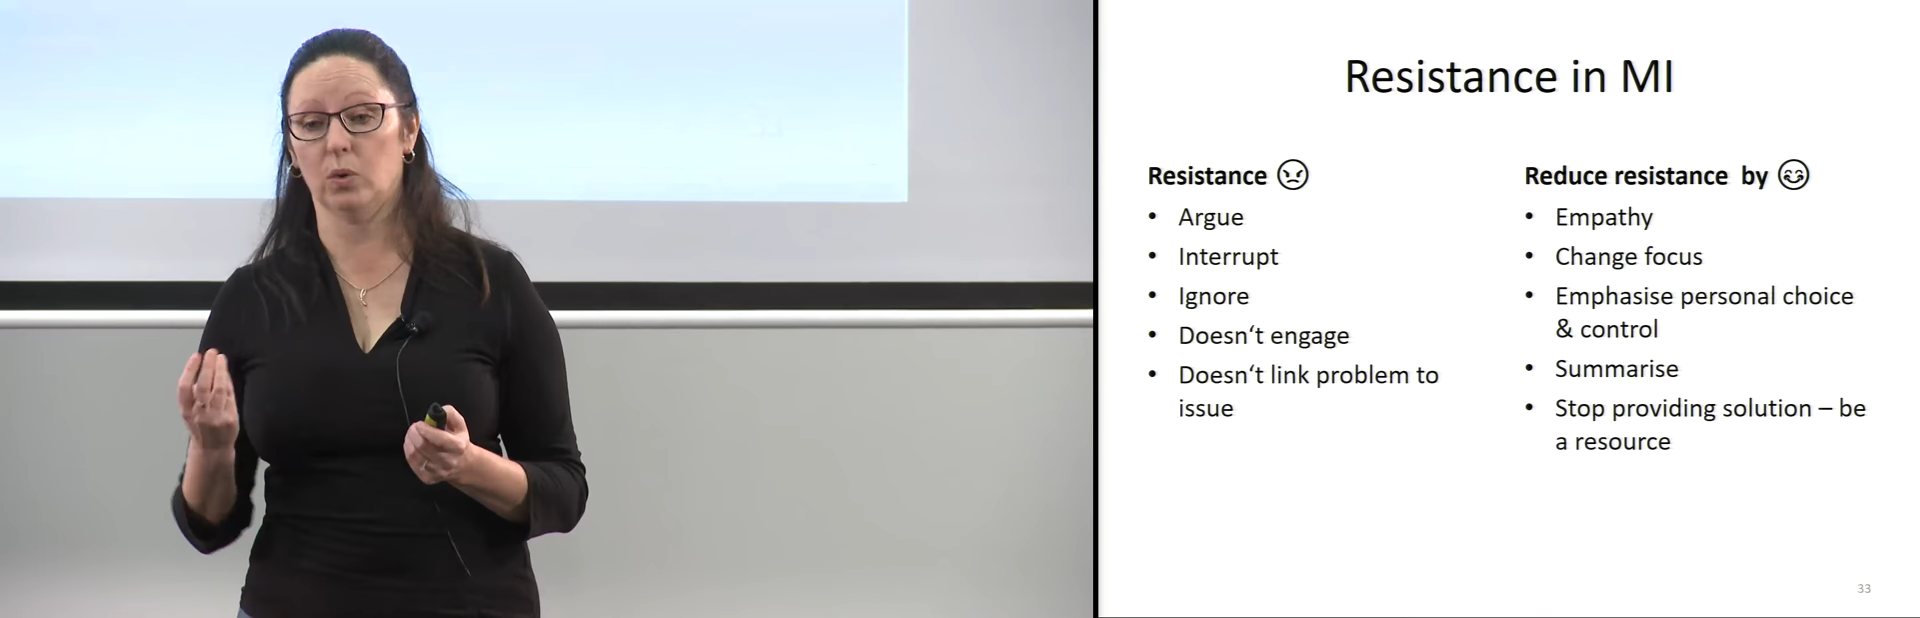 Resistance in MI
Resistance
• Argue
• Interrupt
• Ignore
• Doesn‘t engage
• Doesn‘t link problem to
issue
Reduce resistance by
• Empathy
• Change focus
• Emphasise personal choice
& control
• Summarise
• Stop providing solution – be
a resource
33